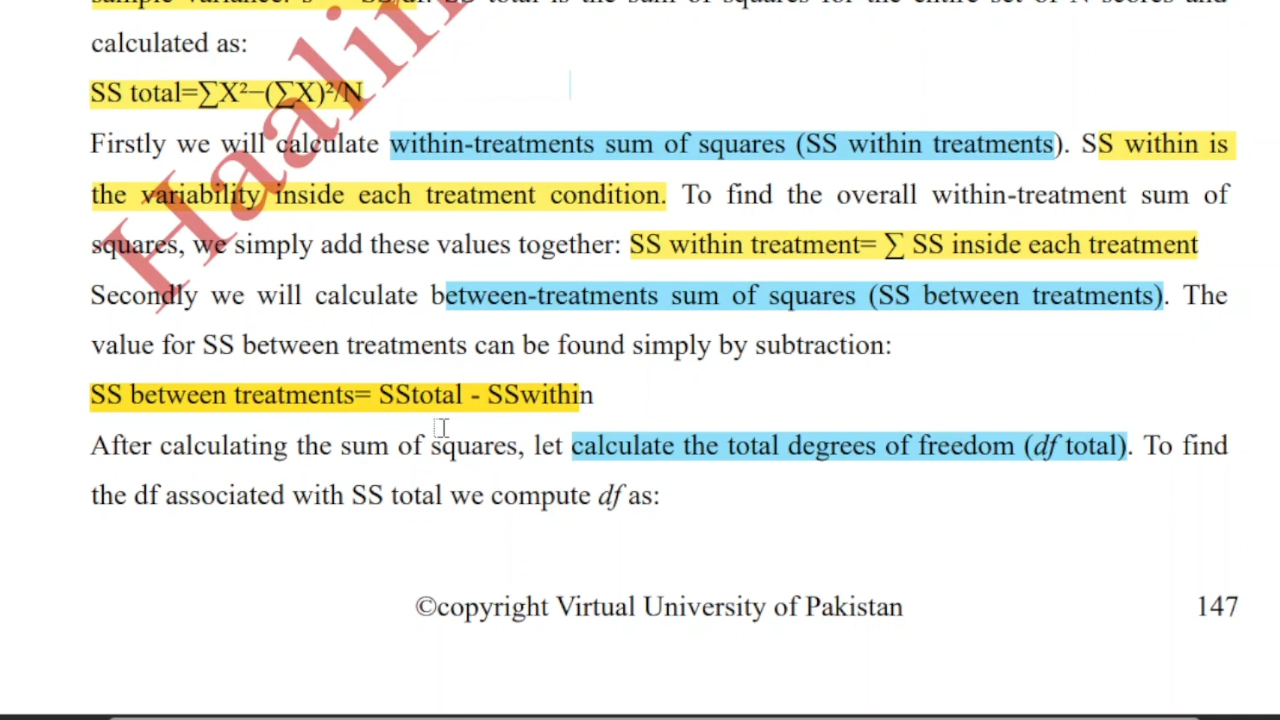 calculated as:
SS total=∑X²−(∑X)²/N
Firstly we will calculate within-treatments sum of squares (SS within treatments). SS within is
the variability inside each treatment condition. To find the overall within-treatment sum of
squares, we simply add these values together: SS within treatment= ∑ SS inside each treatment
Secondly we will calculate between-treatments sum of squares (SS between treatments). The
value for SS between treatments can be found simply by subtraction:
SS between treatments= SStotal - SSwithin
After calculating the sum of squares, let calculate the total degrees of freedom (df total). To find
the df associated with SS total we compute df as:
©copyright Virtual University of Pakistan 147
Haalim